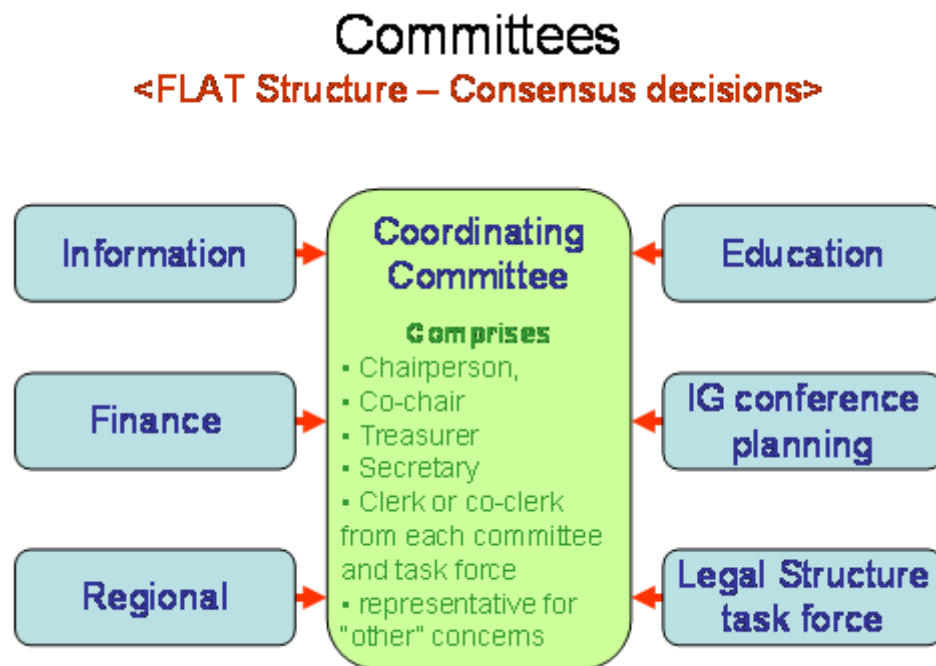 Committees
<FLAT Structure – Consensus decisions>
Information
Finance
Regional
Coordinating
Committee
Comprises
▪ Chairperson,
▪ Co-chair
▪ Treasurer
▪ Secretary
▪ Clerk or co-clerk
from each committee
and task force
▪ representative for
"other" concerns
Education
IG conference
planning
Legal Structure
task force